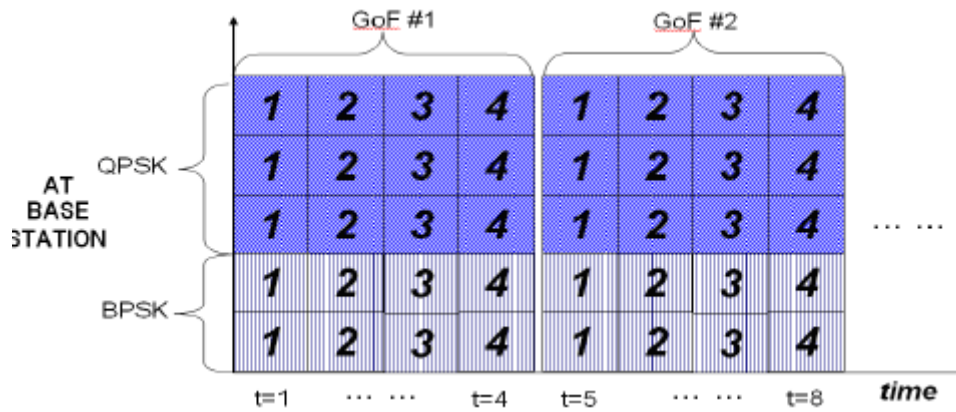 GoF #1 GoF #2
1 2 3 4 1 2 3 4
QPSK 1 2 3 4 1 2 3 4
AT
BASE
STATION
1 2 3 4 1 2 3 4 ... ...
1 2 3 4 1 2 3 4
BPSK
1 2 3 4 1 2 3 4
t=1 ... ... t=4 t=5 ... ... t=8 time